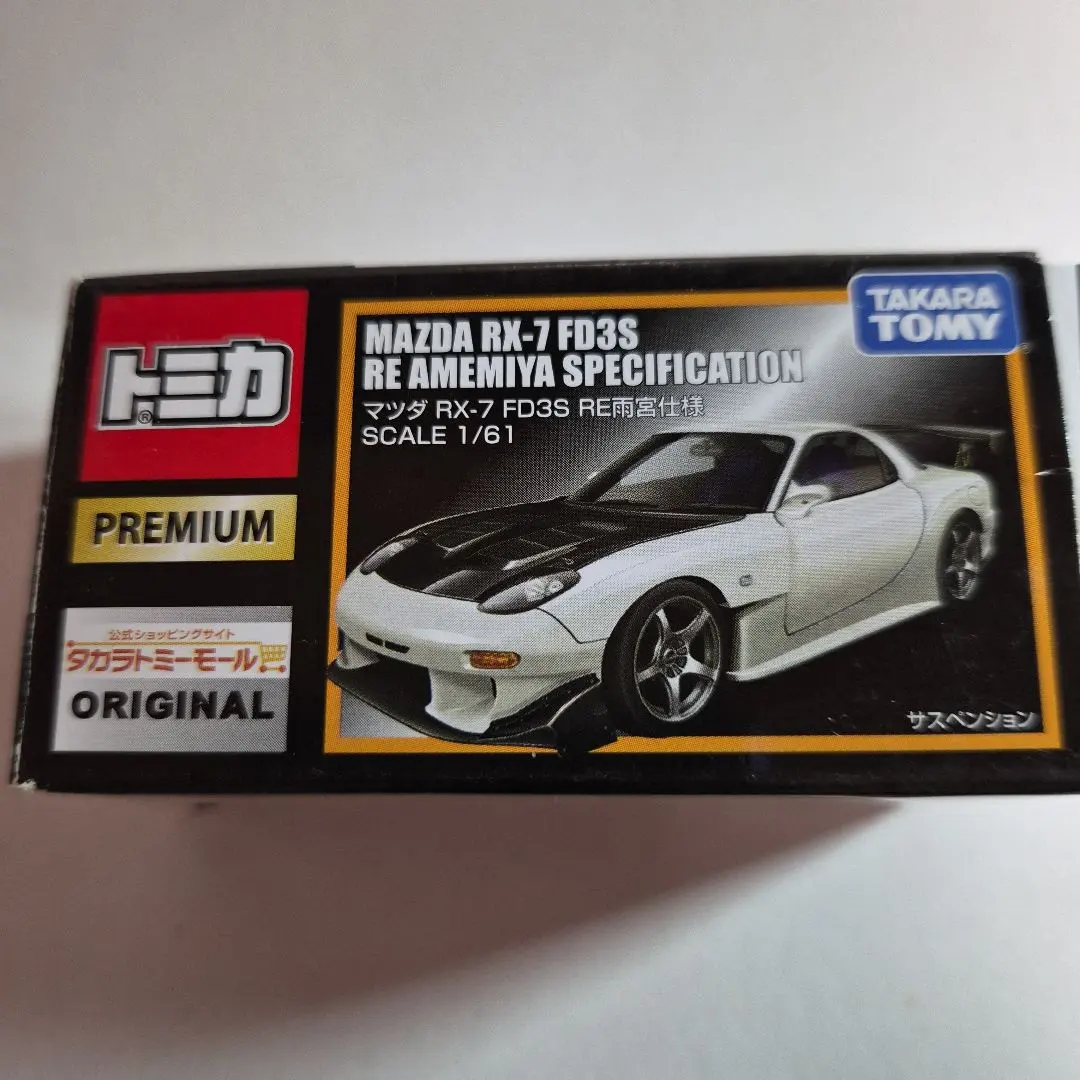 トミカ®
PREMIUM
公式ショッピングサイト
タカラトミーモール
ORIGINAL
MAZDA RX-7 FD3S
RE AMEMIYA SPECIFICATION
マツダ RX-7 FD3S RE雨宮仕様
SCALE 1/61
TAKARA
TOMY
サスペンション